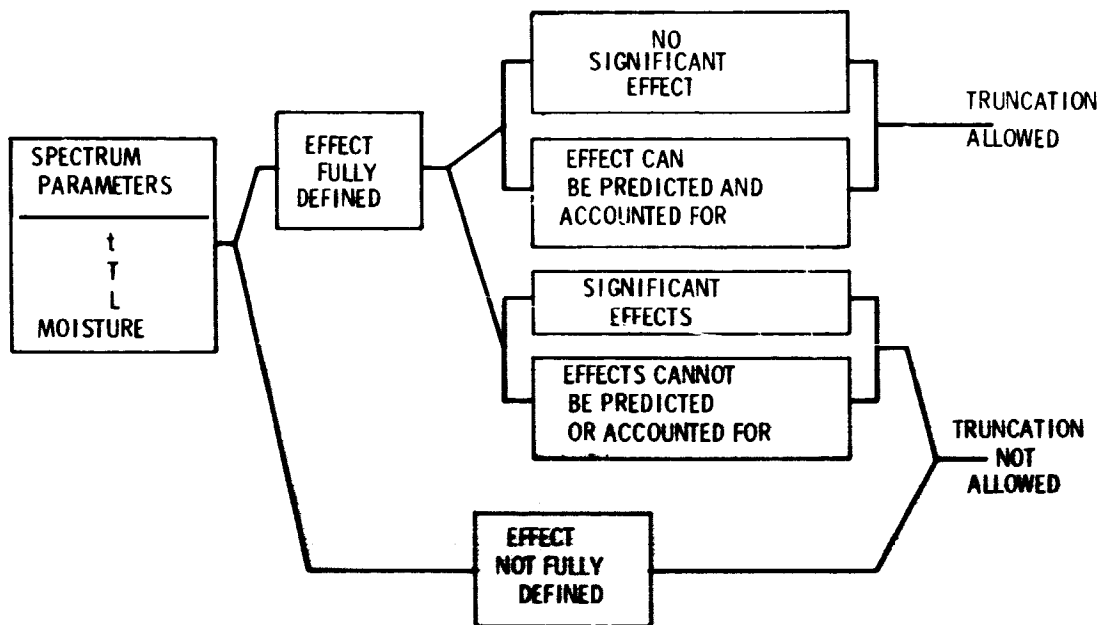 SPECTRUM
PARAMETERS
t
T
L
MOISTURE
EFFECT
FULLY
DEFINED
NO
SIGNIFICANT
EFFECT
EFFECT CAN
BE PREDICTED AND
ACCOUNTED FOR
TRUNCATION
ALLOWED
SIGNIFICANT
EFFECTS
EFFECTS CANNOT
BE PREDICTED
OR ACCOUNTED FOR
TRUNCATION
NOT
ALLOWED
EFFECT
NOT FULLY
DEFINED